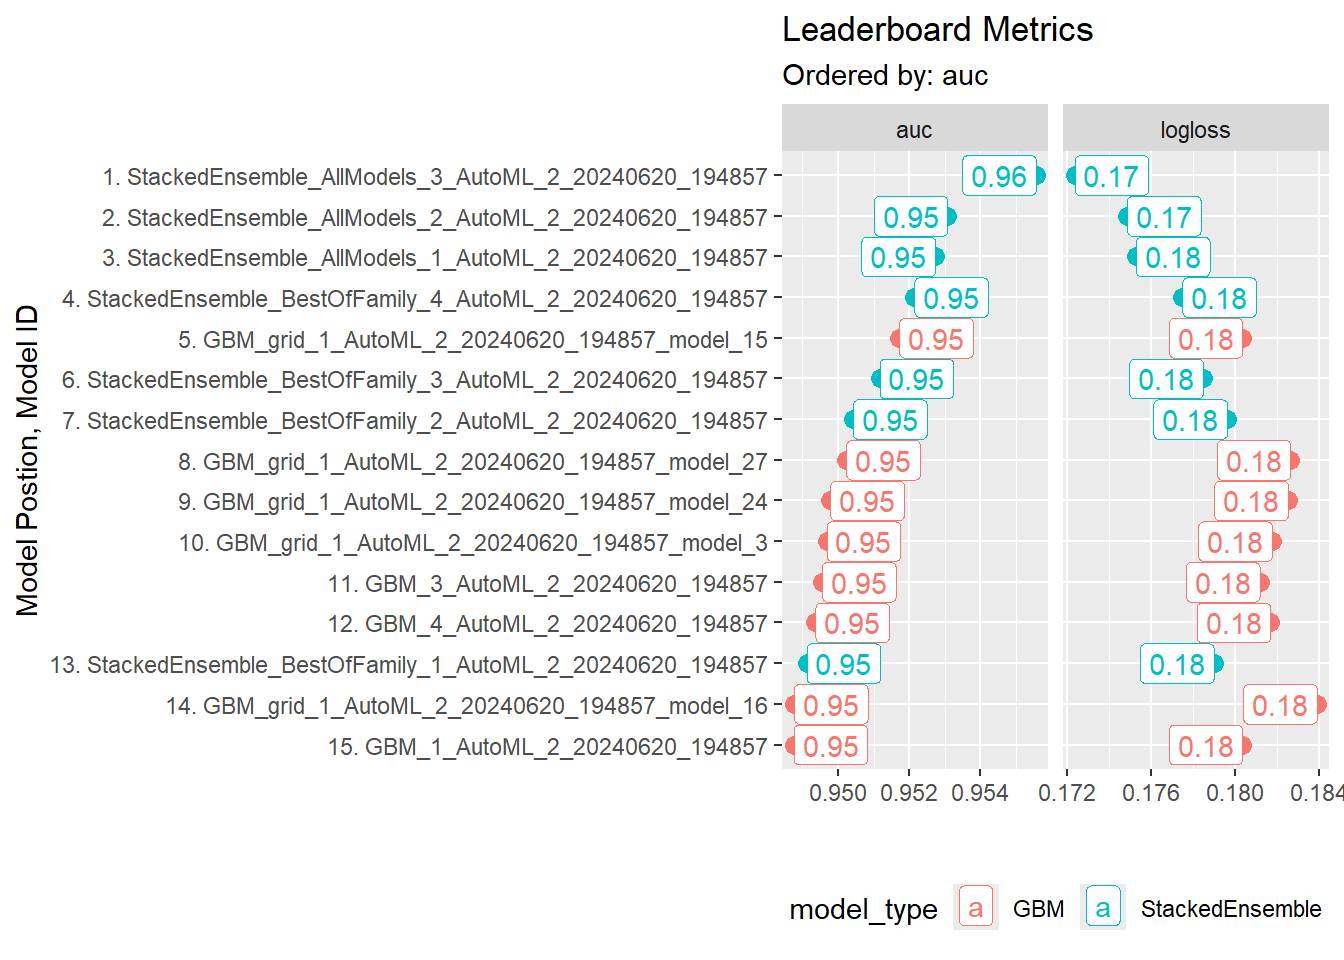 Leaderboard Metrics
Ordered by: auc
auc logloss
Model Postion, Model ID
1. StackedEnsemble_AllModels_3_AutoML_2_20240620_194857 0.96 0.17
2. StackedEnsemble_AllModels_2_AutoML_2_20240620_194857 0.95 0.17
3. StackedEnsemble_AllModels_1_AutoML_2_20240620_194857 0.95 0.18
4. StackedEnsemble_BestOfFamily_4_AutoML_2_20240620_194857 0.95 0.18
5. GBM_grid_1_AutoML_2_20240620_194857_model_15 0.95 0.18
6. StackedEnsemble_BestOfFamily_3_AutoML_2_20240620_194857 0.95 0.18
7. StackedEnsemble_BestOfFamily_2_AutoML_2_20240620_194857 0.95 0.18
8. GBM_grid_1_AutoML_2_20240620_194857_model_27 0.95 0.18
9. GBM_grid_1_AutoML_2_20240620_194857_model_24 0.95 0.18
10. GBM_grid_1_AutoML_2_20240620_194857_model_3 0.95 0.18
11. GBM_3_AutoML_2_20240620_194857 0.95 0.18
12. GBM_4_AutoML_2_20240620_194857 0.95 0.18
13. StackedEnsemble_BestOfFamily_1_AutoML_2_20240620_194857 0.95 0.18
14. GBM_grid_1_AutoML_2_20240620_194857_model_16 0.95 0.18
15. GBM_1_AutoML_2_20240620_194857 0.95 0.18
0.950 0.952 0.954 0.172 0.176 0.180 0.184
model_type a GBM a StackedEnsemble